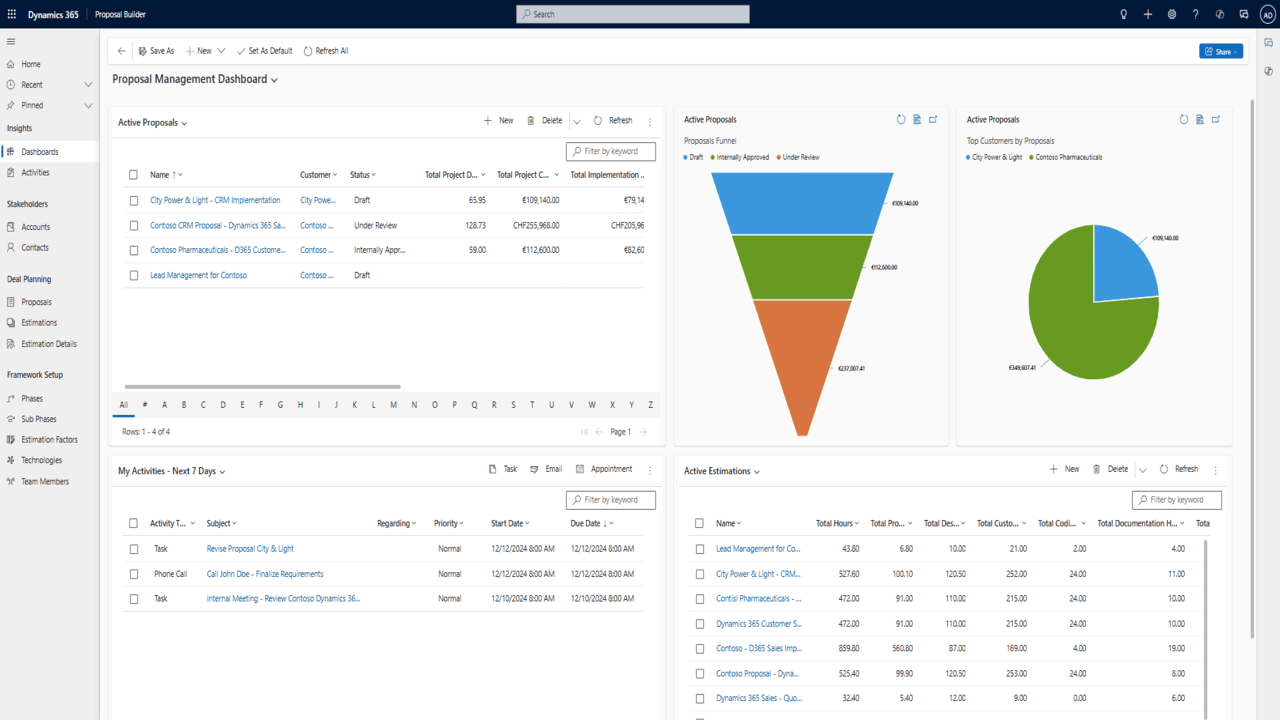 Dynamics 365 Proposal Builder Search AD
Save As New Set As Default Refresh All Share
Proposal Management Dashboard
Home
Recent
Pinned
Insights
Dashboards
Activities
Stakeholders
Accounts
Contacts
Deal Planning
Proposals
Estimations
Estimation Details
Framework Setup
Phases
Sub Phases
Estimation Factors
Technologies
Team Members
Active Proposals New Delete Refresh
Filter by keyword
Name ↑ Customer Status Total Project D... Total Project C... Total Implementation ..
City Power & Light - CRM Implementation City Powe... Draft 65.95 €109,140.00 €79,14
Contoso CRM Proposal - Dynamics 365 Sa... Contoso ... Under Review 128.73 CHF255,968.00 CHF205,96
Contoso Pharmaceuticals - D365 Custome... Contoso ... Internally Appr... 59.00 €112,600.00 €82,60
Lead Management for Contoso Contoso ... Draft
All # A B C D E F G H I J K L M N O P Q R S T U V W X Y Z
Rows: 1 - 4 of 4 Page 1
Active Proposals
Proposals Funnel
Draft Internally Approved Under Review
€109,140.00
€112,600.00
€237,007.41
Active Proposals
Top Customers by Proposals
City Power & Light Contoso Pharmaceuticals
€109,140.00
€349,607.41
My Activities - Next 7 Days Task Email Appointment
Filter by keyword
Activity T... Subject Regarding Priority Start Date Due Date ↓
Task Revise Proposal City & Light Normal 12/12/2024 8:00 AM 12/12/2024 8:00 AM
Phone Call Call John Doe - Finalize Requirements Normal 12/12/2024 8:00 AM 12/12/2024 8:00 AM
Task Internal Meeting - Review Contoso Dynamics 36... Normal 12/10/2024 8:00 AM 12/10/2024 8:00 AM
Active Estimations New Delete Refresh
Filter by keyword
Name Total Hours Total Pro... Total Des... Total Custo... Total Codi... Total Documentation H... Tota
Lead Management for Co... 43.80 6.80 10.00 21.00 2.00 4.00
City Power & Light - CRM... 527.60 100.10 120.50 252.00 24.00 11.00
Contisi Pharmaceuticals - ... 472.00 91.00 110.00 215.00 24.00 10.00
Dynamics 365 Customer S... 472.00 91.00 110.00 215.00 24.00 10.00
Contoso - D365 Sales Imp... 859.80 560.80 87.00 169.00 4.00 19.00
Contoso Proposal - Dyna... 525.40 99.90 120.50 253.00 24.00 8.00
Dynamics 365 Sales - Quo... 32.40 5.40 12.00 9.00 0.00 6.00